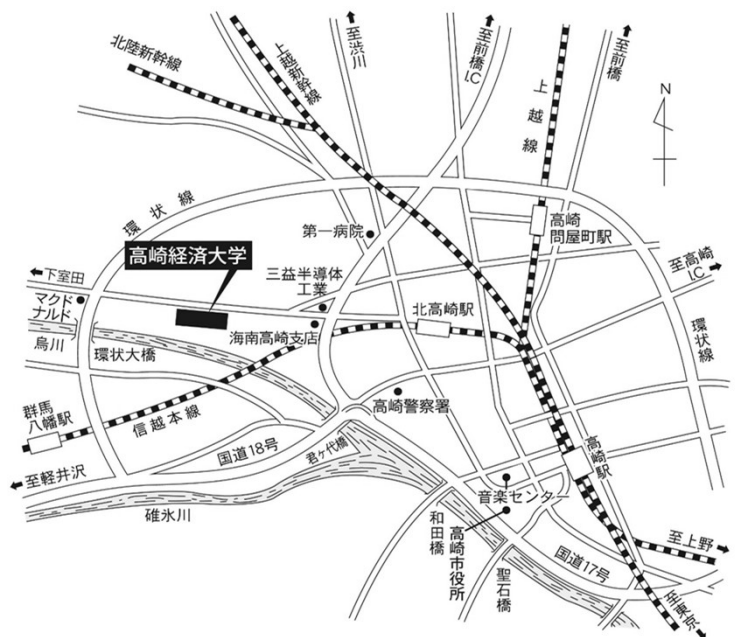 北陸新幹線
上越新幹線
至渋川
至前橋
I.C
上越線
至前橋
N
環状線
第一病院
高崎
問屋町駅
高崎経済大学
三益半導体
工業
至高崎
I.C
下室田
マクド
ナルド
北高崎駅
海南高崎支店
烏川
環状大橋
環状線
高崎警察署
群馬
八幡駅
信越本線
国道18号
君ヶ代橋
高崎駅
至軽井沢
音楽センター
碓氷川
和田橋
高崎市役所
聖石橋
国道17号
至上野
至東京